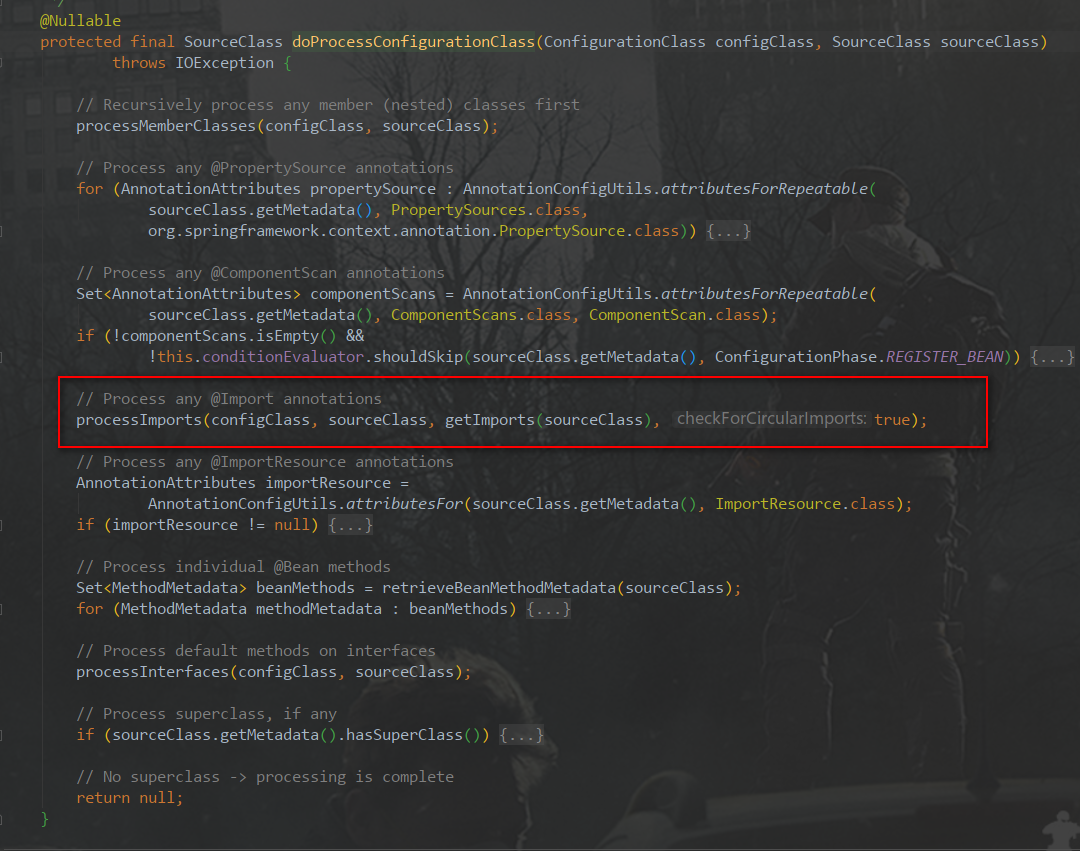 */
@Nullable
protected final SourceClass doProcessConfigurationClass(ConfigurationClass configClass, SourceClass sourceClass)
throws IOException {
// Recursively process any member (nested) classes first
processMemberClasses(configClass, sourceClass);
// Process any @PropertySource annotations
for (AnnotationAttributes propertySource : AnnotationConfigUtils.attributesForRepeatable(
sourceClass.getMetadata(), PropertySources.class,
org.springframework.context.annotation.PropertySource.class)) {...}
// Process any @ComponentScan annotations
Set<AnnotationAttributes> componentScans = AnnotationConfigUtils.attributesForRepeatable(
sourceClass.getMetadata(), ComponentScans.class, ComponentScan.class);
if (!componentScans.isEmpty() &&
!this.conditionEvaluator.shouldSkip(sourceClass.getMetadata(), ConfigurationPhase.REGISTER_BEAN)) {...}
// Process any @Import annotations
processImports(configClass, sourceClass, getImports(sourceClass), checkForCircularImports: true);
// Process any @ImportResource annotations
AnnotationAttributes importResource =
AnnotationConfigUtils.attributesFor(sourceClass.getMetadata(), ImportResource.class);
if (importResource != null) {...}
// Process individual @Bean methods
Set<MethodMetadata> beanMethods = retrieveBeanMethodMetadata(sourceClass);
for (MethodMetadata methodMetadata : beanMethods) {...}
// Process default methods on interfaces
processInterfaces(configClass, sourceClass);
// Process superclass, if any
if (sourceClass.getMetadata().hasSuperClass()) {...}
// No superclass -> processing is complete
return null;
}